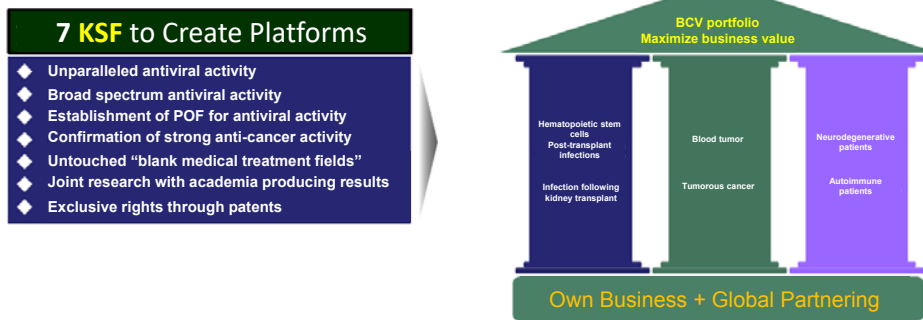 7 KSF to Create Platforms
Unparalleled antiviral activity
Broad spectrum antiviral activity
Establishment of POF for antiviral activity
Confirmation of strong anti-cancer activity
Untouched “blank medical treatment fields”
Joint research with academia producing results
Exclusive rights through patents
BCV portfolio
Maximize business value
Hematopoietic stem
cells
Post-transplant
infections
Infection following
kidney transplant
Blood tumor
Tumorous cancer
Neurodegenerative
patients
Autoimmune
patients
Own Business + Global Partnering